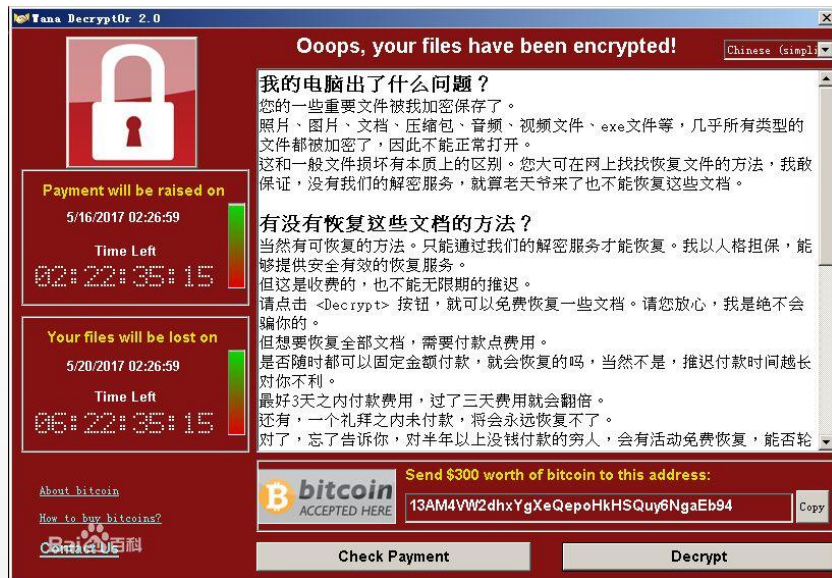 Wana Decrypt0r 2.0
Ooops, your files have been encrypted!
Chinese (simpli
我的电脑出了什么问题？
您的一些重要文件被我加密保存了。
照片、图片、文档、压缩包、音频、视频文件、exe文件等，几乎所有类型的
文件都被加密了，因此不能正常打开。
这和一般文件损坏有本质上的区别。您大可在网上找找恢复文件的方法，我敢
保证，没有我们的解密服务，就算老天爷来了也不能恢复这些文档。
有没有恢复这些文档的方法？
当然有可恢复的方法。只能通过我们的解密服务才能恢复。我以人格担保，能
够提供安全有效的恢复服务。
但这是收费的，也不能无限期的推迟。
请点击 <Decrypt> 按钮，就可以免费恢复一些文档。请您放心，我是绝不会
骗你的。
但想要恢复全部文档，需要付款点费用。
是否随时都可以固定金额付款，就会恢复的吗，当然不是，推迟付款时间越长
对你不利。
最好3天之内付款费用，过了三天费用就会翻倍。
还有，一个礼拜之内未付款，将会永远恢复不了。
对了，忘了告诉你，对半年以上没钱付款的穷人，会有活动免费恢复，能否轮
Payment will be raised on
5/16/2017 02:26:59
Time Left
02:22:35:15
Your files will be lost on
5/20/2017 02:26:59
Time Left
06:22:35:15
About bitcoin
How to buy bitcoins?
Contact Us
Bai百科
bitcoin
ACCEPTED HERE
Send $300 worth of bitcoin to this address:
13AM4VW2dhxYgXeQepoHkHSQuy6NgaEb94
Copy
Check Payment
Decrypt